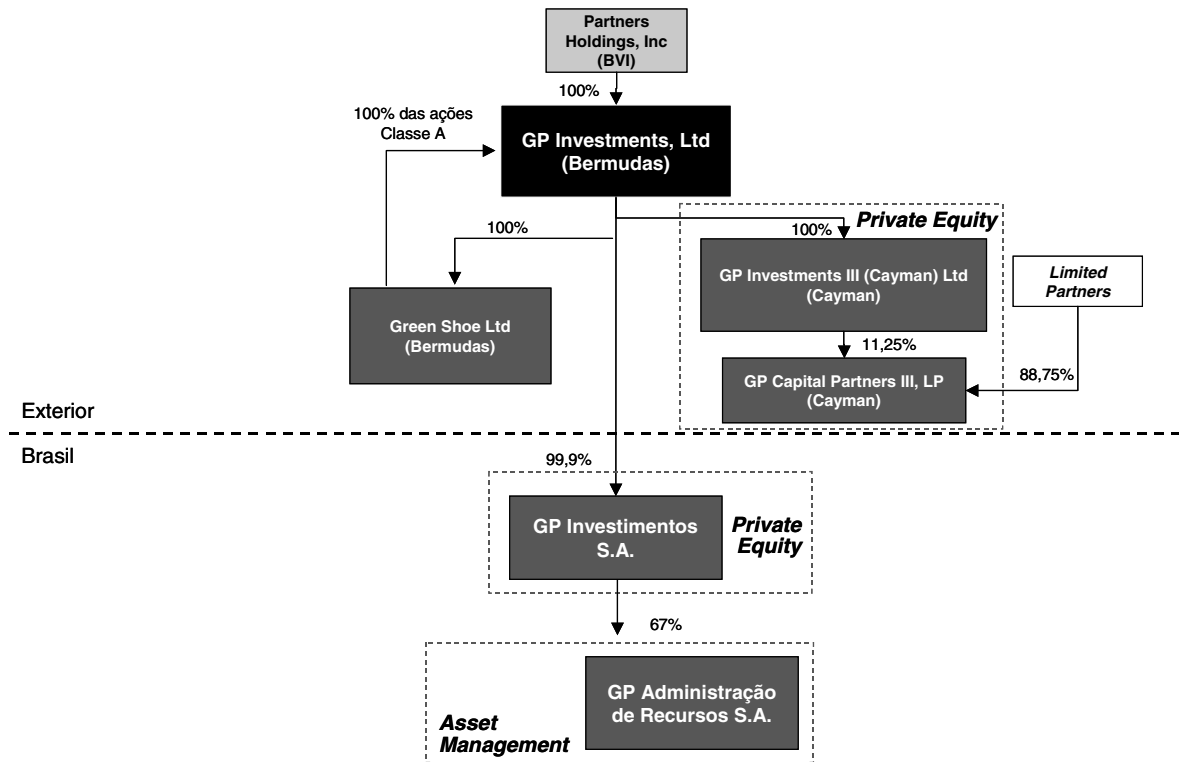 Partners
Holdings, Inc
(BVI)
100%
100% das ações
Classe A
GP Investments, Ltd
(Bermudas)
100%
Private Equity
100%
GP Investments III (Cayman) Ltd
(Cayman)
Limited
Partners
Green Shoe Ltd
(Bermudas)
11,25%
GP Capital Partners III, LP
(Cayman)
88,75%
Exterior
Brasil
99,9%
GP Investimentos
S.A.
Private
Equity
67%
GP Administração
de Recursos S.A.
Asset
Management